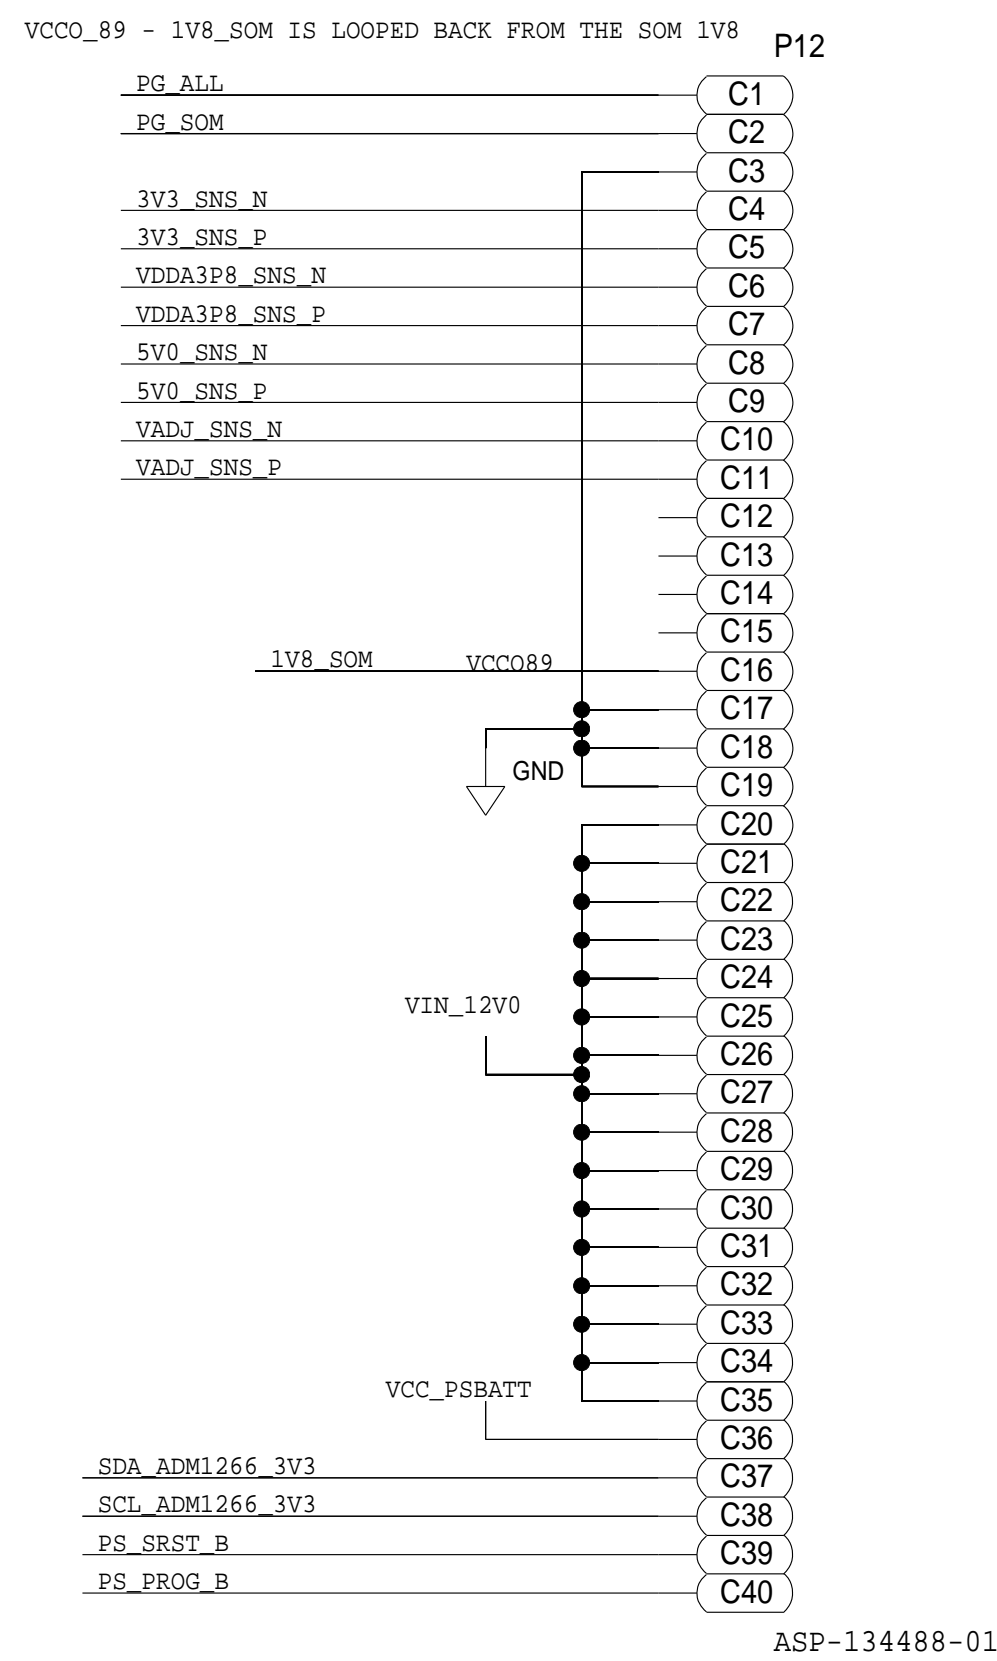 VCCO_89 - 1V8_SOM IS LOOPED BACK FROM THE SOM 1V8
P12
PG_ALL C1
PG_SOM C2
C3
3V3_SNS_N C4
3V3_SNS_P C5
VDDA3P8_SNS_N C6
VDDA3P8_SNS_P C7
5V0_SNS_N C8
5V0_SNS_P C9
VADJ_SNS_N C10
VADJ_SNS_P C11
C12
C13
C14
C15
1V8_SOM VCCO89 C16
C17
C18
GND C19
C20
C21
C22
C23
C24
VIN_12V0 C25
C26
C27
C28
C29
C30
C31
C32
C33
C34
VCC_PSBATT C35
C36
SDA_ADM1266_3V3 C37
SCL_ADM1266_3V3 C38
PS_SRST_B C39
PS_PROG_B C40
ASP-134488-01